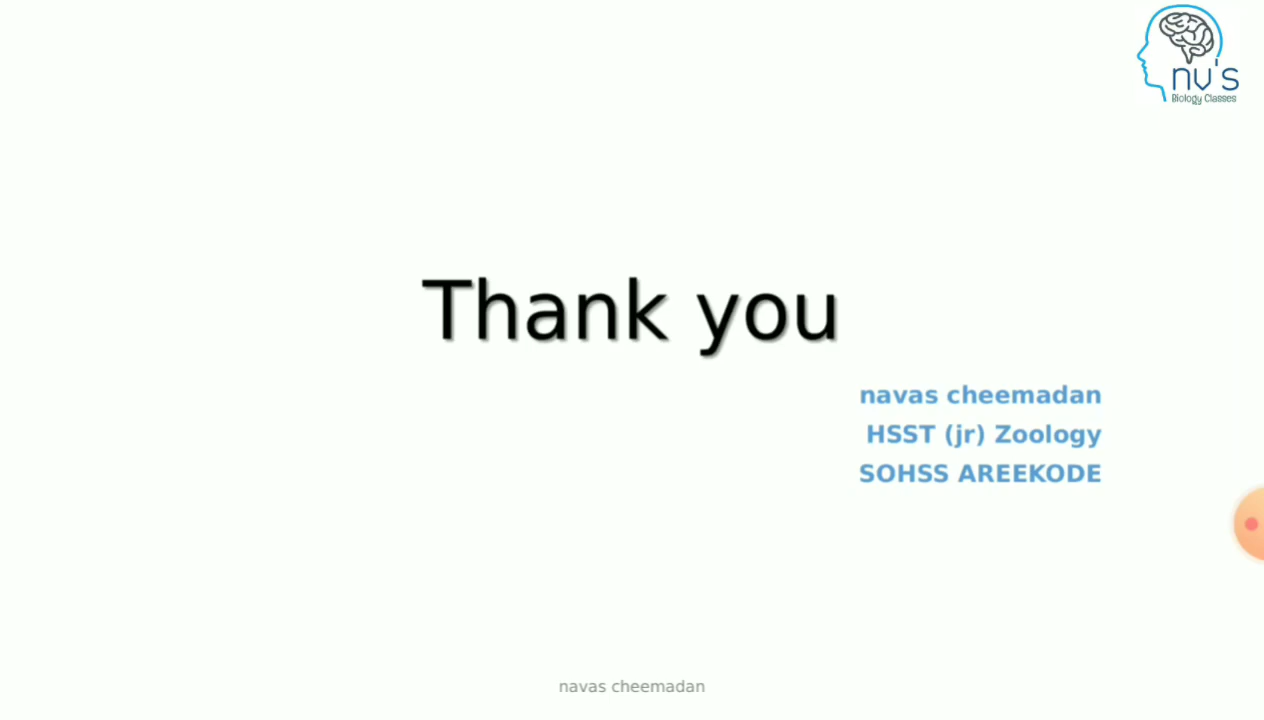 nv's
Biology Classes
Thank you
navas cheemadan
HSST (jr) Zoology
SOHSS AREEKODE
navas cheemadan